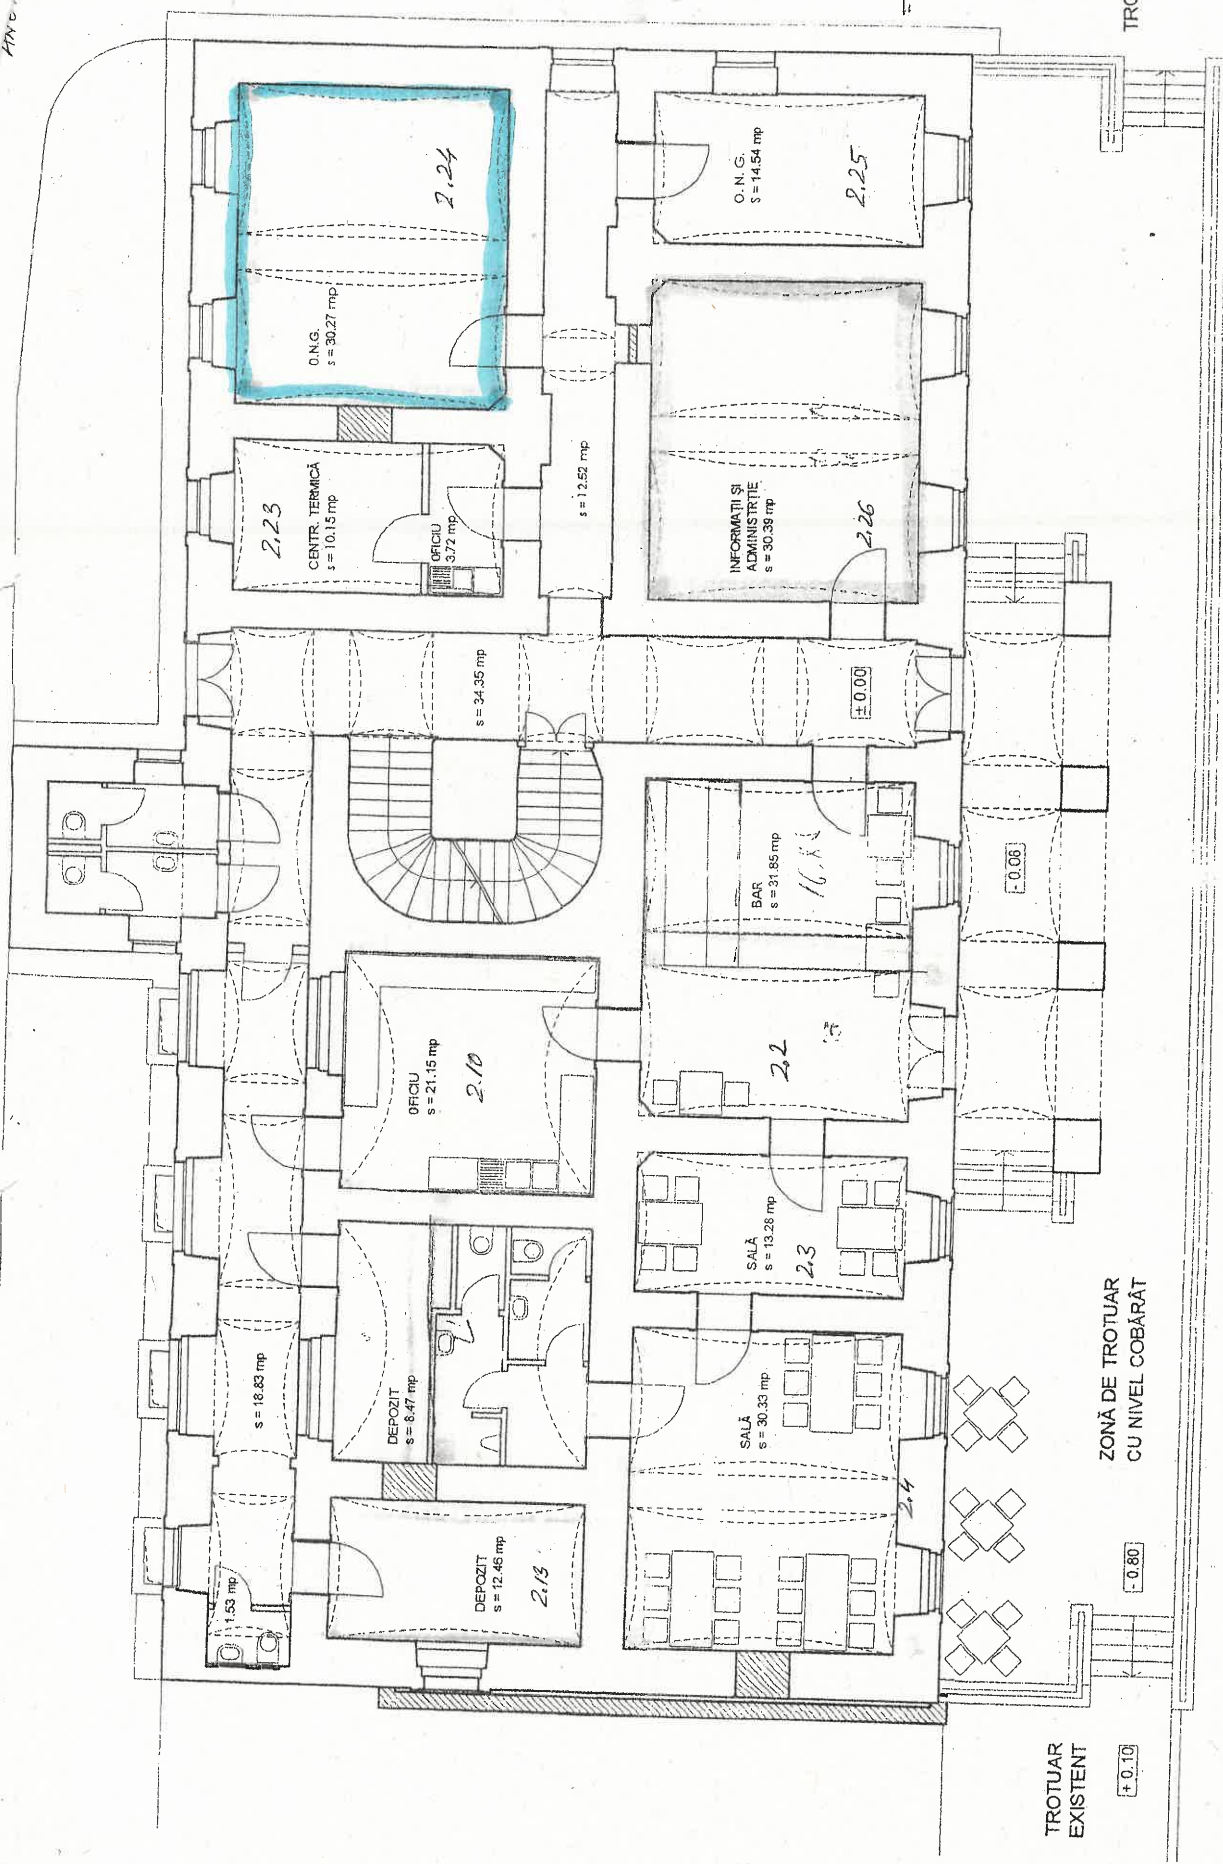 O.N.G.
s = 30.27 mp
2.24
O. N. G.
s = 14.54 mp
2.25
2.23
CENTR. TERMICĂ
s = 10.15 mp
OFICIU
3.72 mp
s = 12.52 mp
INFORMAȚII ȘI
ADMINISTRȚIE
s = 30.39 mp
2.26
s = 34.35 mp
± 0.00
BAR
s = 31.85 mp
- 0.06
OFICIU
s = 21.15 mp
2.10
2.2
SALĂ
s = 13.28 mp
2.3
s = 18.83 mp
DEPOZIT
s = 8.47 mp
SALĂ
s = 30.33 mp
2.4
1.53 mp
DEPOZIT
s = 12.46 mp
2.13
ZONĂ DE TROTUAR
CU NIVEL COBÂRÂT
- 0.80
TROTUAR
EXISTENT
+ 0.10
TRO